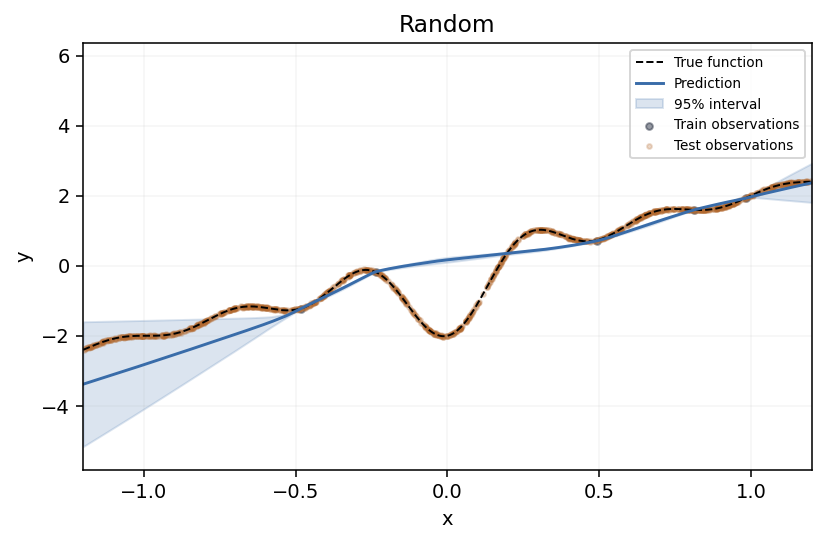 Random
6
4
2
0
−2
−4
y
−1.0
−0.5
0.0
0.5
1.0
x
True function
Prediction
95% interval
Train observations
Test observations